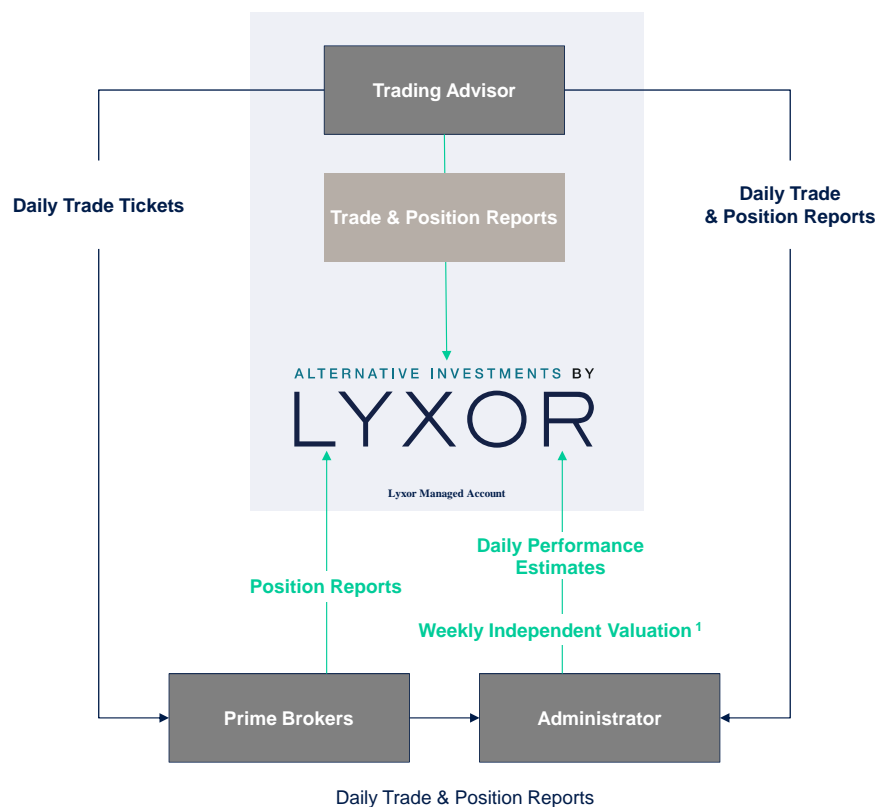 Trading Advisor
Daily Trade Tickets
Trade & Position Reports
Daily Trade
& Position Reports
ALTERNATIVE INVESTMENTS BY
LYXOR
Lyxor Managed Account
Daily Performance
Estimates
Position Reports
Weekly Independent Valuation ¹
Prime Brokers
Administrator
Daily Trade & Position Reports